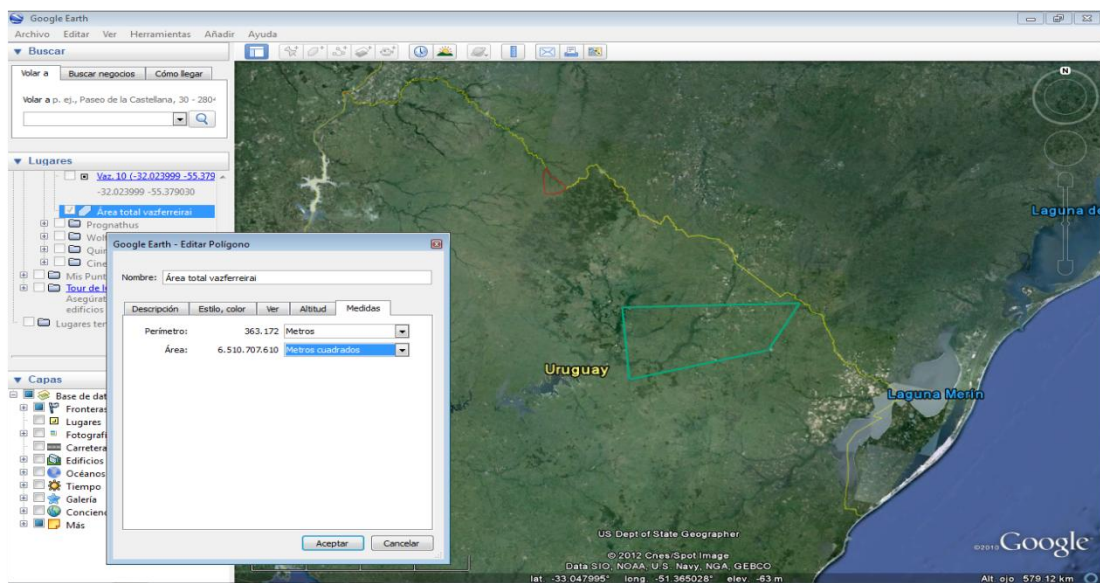 Google Earth
Archivo Editar Ver Herramientas Añadir Ayuda
Buscar
Volar a Buscar negocios Cómo llegar
Volar a p. ej., Paseo de la Castellana, 30 - 280
Lugares
Vaz. 10 (-32.023999 -55.379
-32.023999 -55.379030
Área total vazferreirai
Prognathus
Wol
Quir
Cine
Mis Punt
Tour de l
Asegúrat
edificios
Lugares ter
Google Earth - Editar Polígono
Nombre: Área total vazferreirai
Descripción Estilo, color Ver Altitud Medidas
Perímetro: 363.172 Metros
Área: 6.510.707.610 Metros cuadrados
Aceptar Cancelar
Capas
Base de dat
Fronteras
Lugares
Fotografí
Carretera
Edificios
Océanos
Tiempo
Galería
Concienc
Más
N
Laguna de
Uruguay
Laguna Merín
US Dept of State Geographer
© 2012 Cnes/Spot Image
Data SIO, NOAA, U.S. Navy, NGA, GEBCO
©2010 Google
lat -33.047995° long. -51.365028° elev. -63 m
Alt. ojo 579.12 km